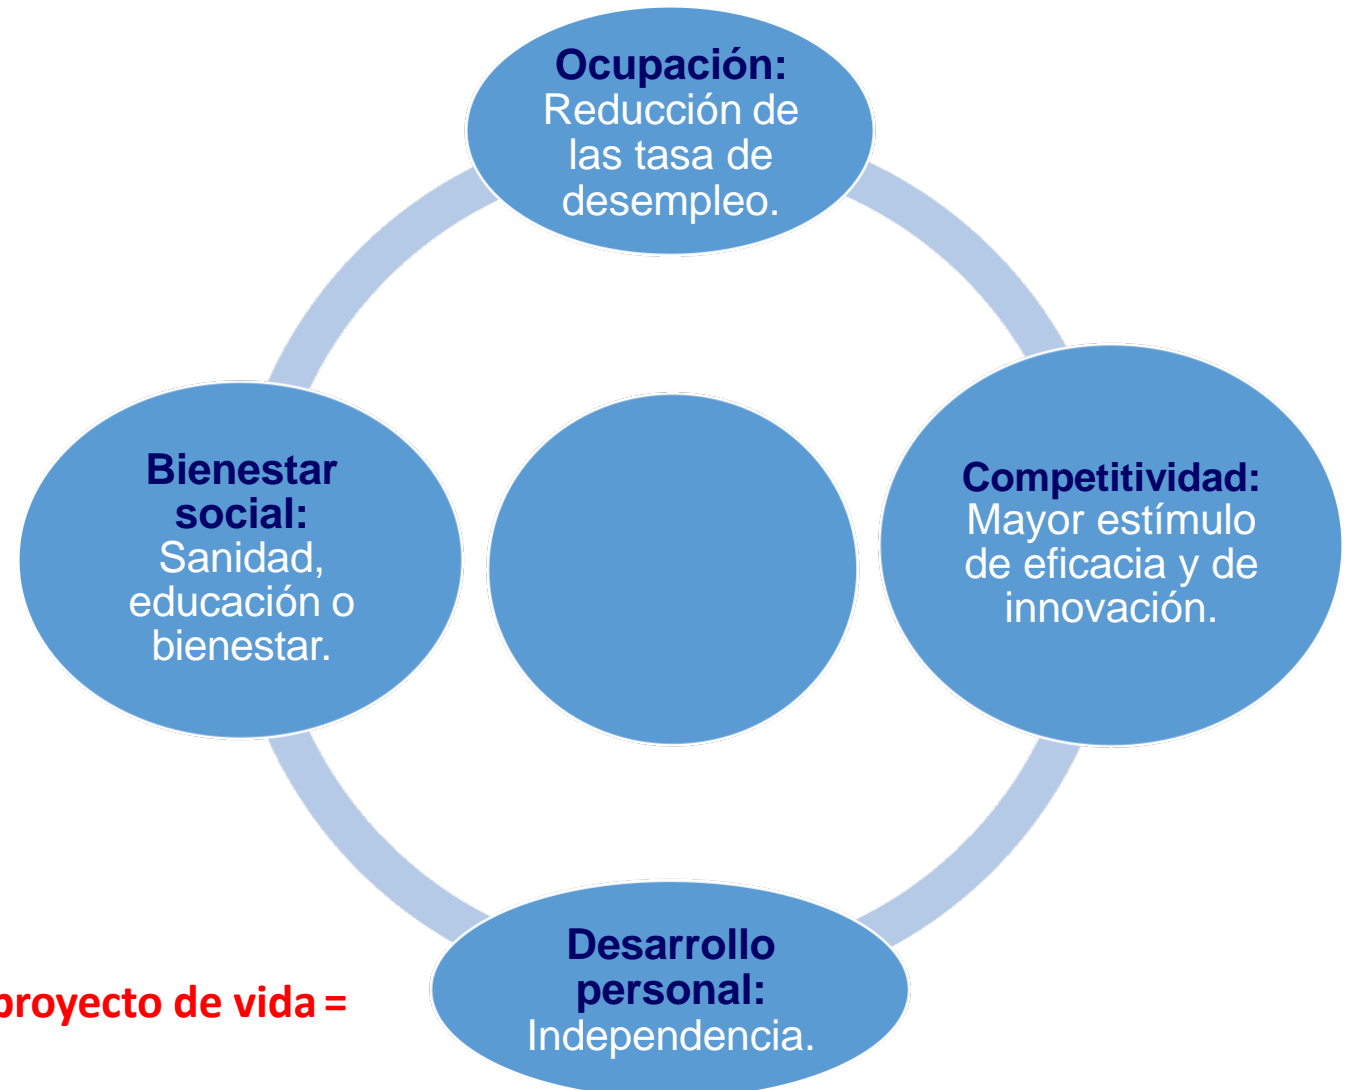 Ocupación:
Reducción de
las tasa de
desempleo.
Bienestar
social:
Sanidad,
educación o
bienestar.
Competitividad:
Mayor estímulo
de eficacia y de
innovación.
Desarrollo
personal:
Independencia.
proyecto de vida =